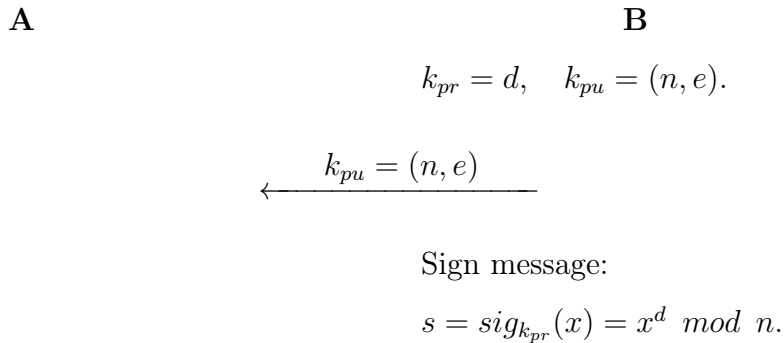 A B
k_{pr} = d, k_{pu} = (n, e).
k_{pu} = (n, e)
Sign message:
s = sig_{k_{pr}}(x) = x^d mod n.